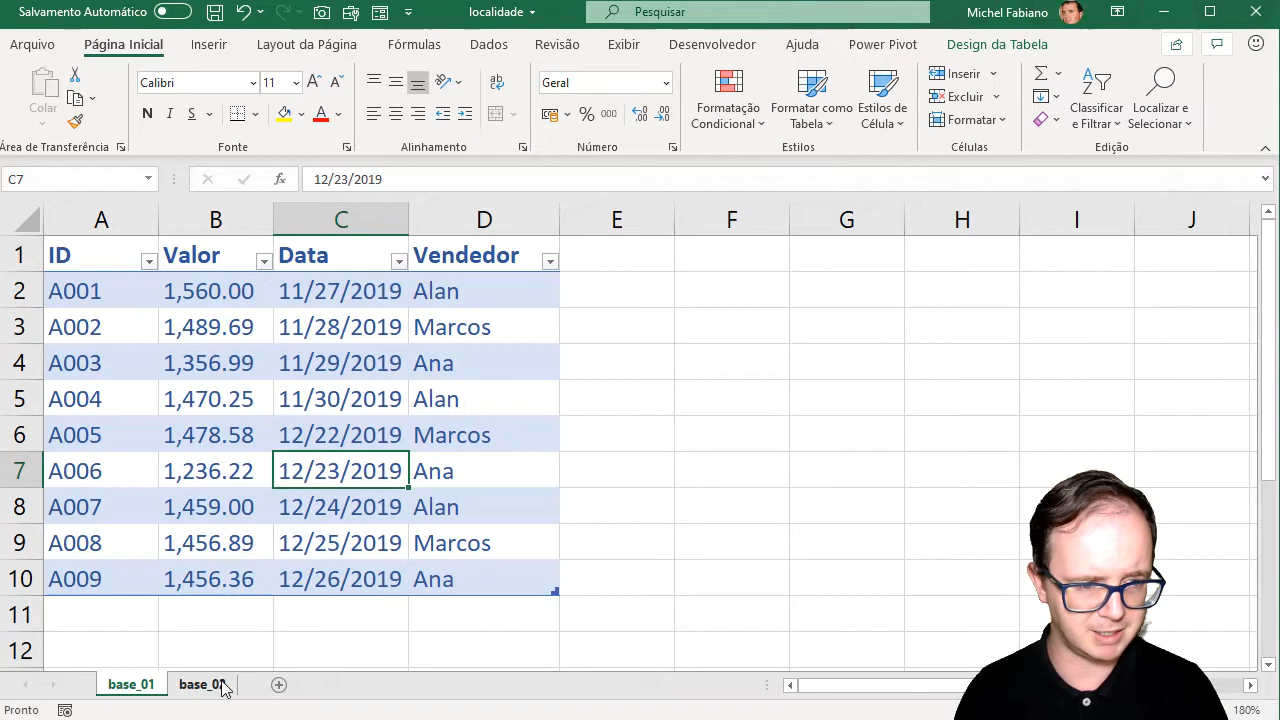 Salvamento Automático
localidade
Pesquisar
Michel Fabiano
Arquivo Página Inicial Inserir Layout da Página Fórmulas Dados Revisão Exibir Desenvolvedor Ajuda Power Pivot Design da Tabela
Colar
Calibri 11
N I S
Geral
% 000
Formatação Condicional
Formatar como Tabela
Estilos de Célula
Inserir
Excluir
Formatar
Classificar e Filtrar
Localizar e Selecionar
Área de Transferência Fonte Alinhamento Número Estilos Células Edição
C7 fx 12/23/2019
A B C D E F G H I J
1 ID Valor Data Vendedor
2 A001 1,560.00 11/27/2019 Alan
3 A002 1,489.69 11/28/2019 Marcos
4 A003 1,356.99 11/29/2019 Ana
5 A004 1,470.25 11/30/2019 Alan
6 A005 1,478.58 12/22/2019 Marcos
7 A006 1,236.22 12/23/2019 Ana
8 A007 1,459.00 12/24/2019 Alan
9 A008 1,456.89 12/25/2019 Marcos
10 A009 1,456.36 12/26/2019 Ana
11
12
base_01
Pronto 180%